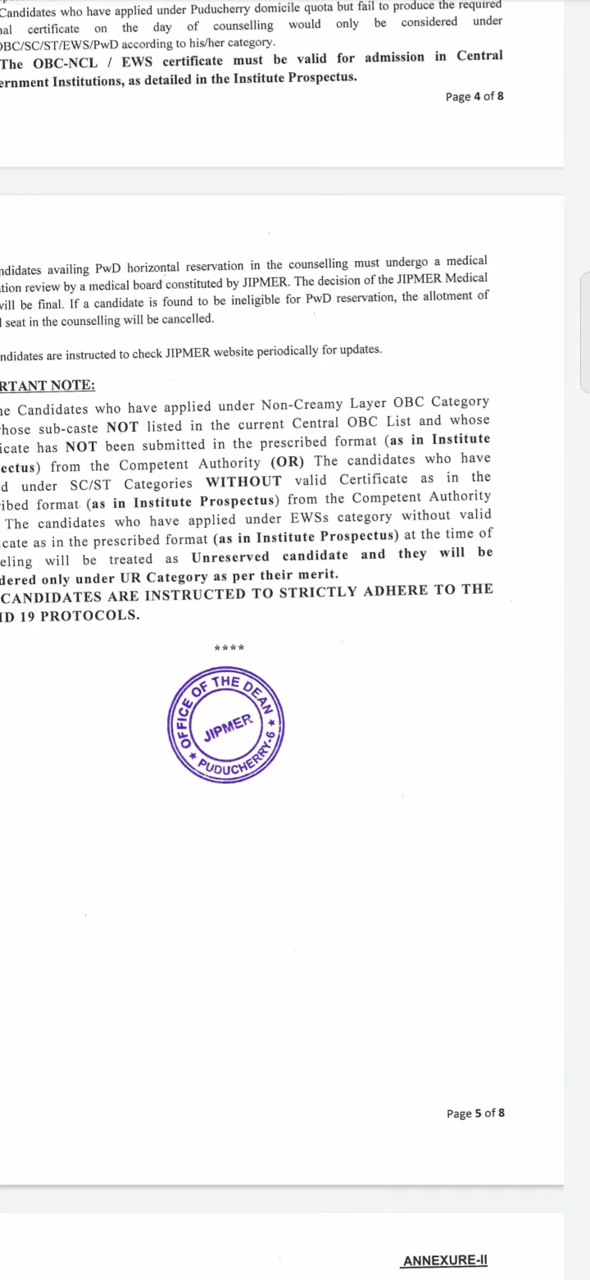 Candidates who have applied under Puducherry domicile quota but fail to produce the required
nal certificate on the day of counselling would only be considered under
OBC/SC/ST/EWS/PwD according to his/her category.
The OBC-NCL / EWS certificate must be valid for admission in Central
ernment Institutions, as detailed in the Institute Prospectus.
Page 4 of 8
ndidates availing PwD horizontal reservation in the counselling must undergo a medical
tion review by a medical board constituted by JIPMER. The decision of the JIPMER Medical
will be final. If a candidate is found to be ineligible for PwD reservation, the allotment of
l seat in the counselling will be cancelled.
ndidates are instructed to check JIPMER website periodically for updates.
RTANT NOTE:
ne Candidates who have applied under Non-Creamy Layer OBC Category
hose sub-caste NOT listed in the current Central OBC List and whose
icate has NOT been submitted in the prescribed format (as in Institute
ectus) from the Competent Authority (OR) The candidates who have
d under SC/ST Categories WITHOUT valid Certificate as in the
ibed format (as in Institute Prospectus) from the Competent Authority
The candidates who have applied under EWSs category without valid
cate as in the prescribed format (as in Institute Prospectus) at the time of
eling will be treated as Unreserved candidate and they will be
dered only under UR Category as per their merit.
CANDIDATES ARE INSTRUCTED TO STRICTLY ADHERE TO THE
ID 19 PROTOCOLS.
****
OFFICE OF THE DEAN
JIPMER
★ PUDUCHERRY-6 ★
Page 5 of 8
ANNEXURE-II